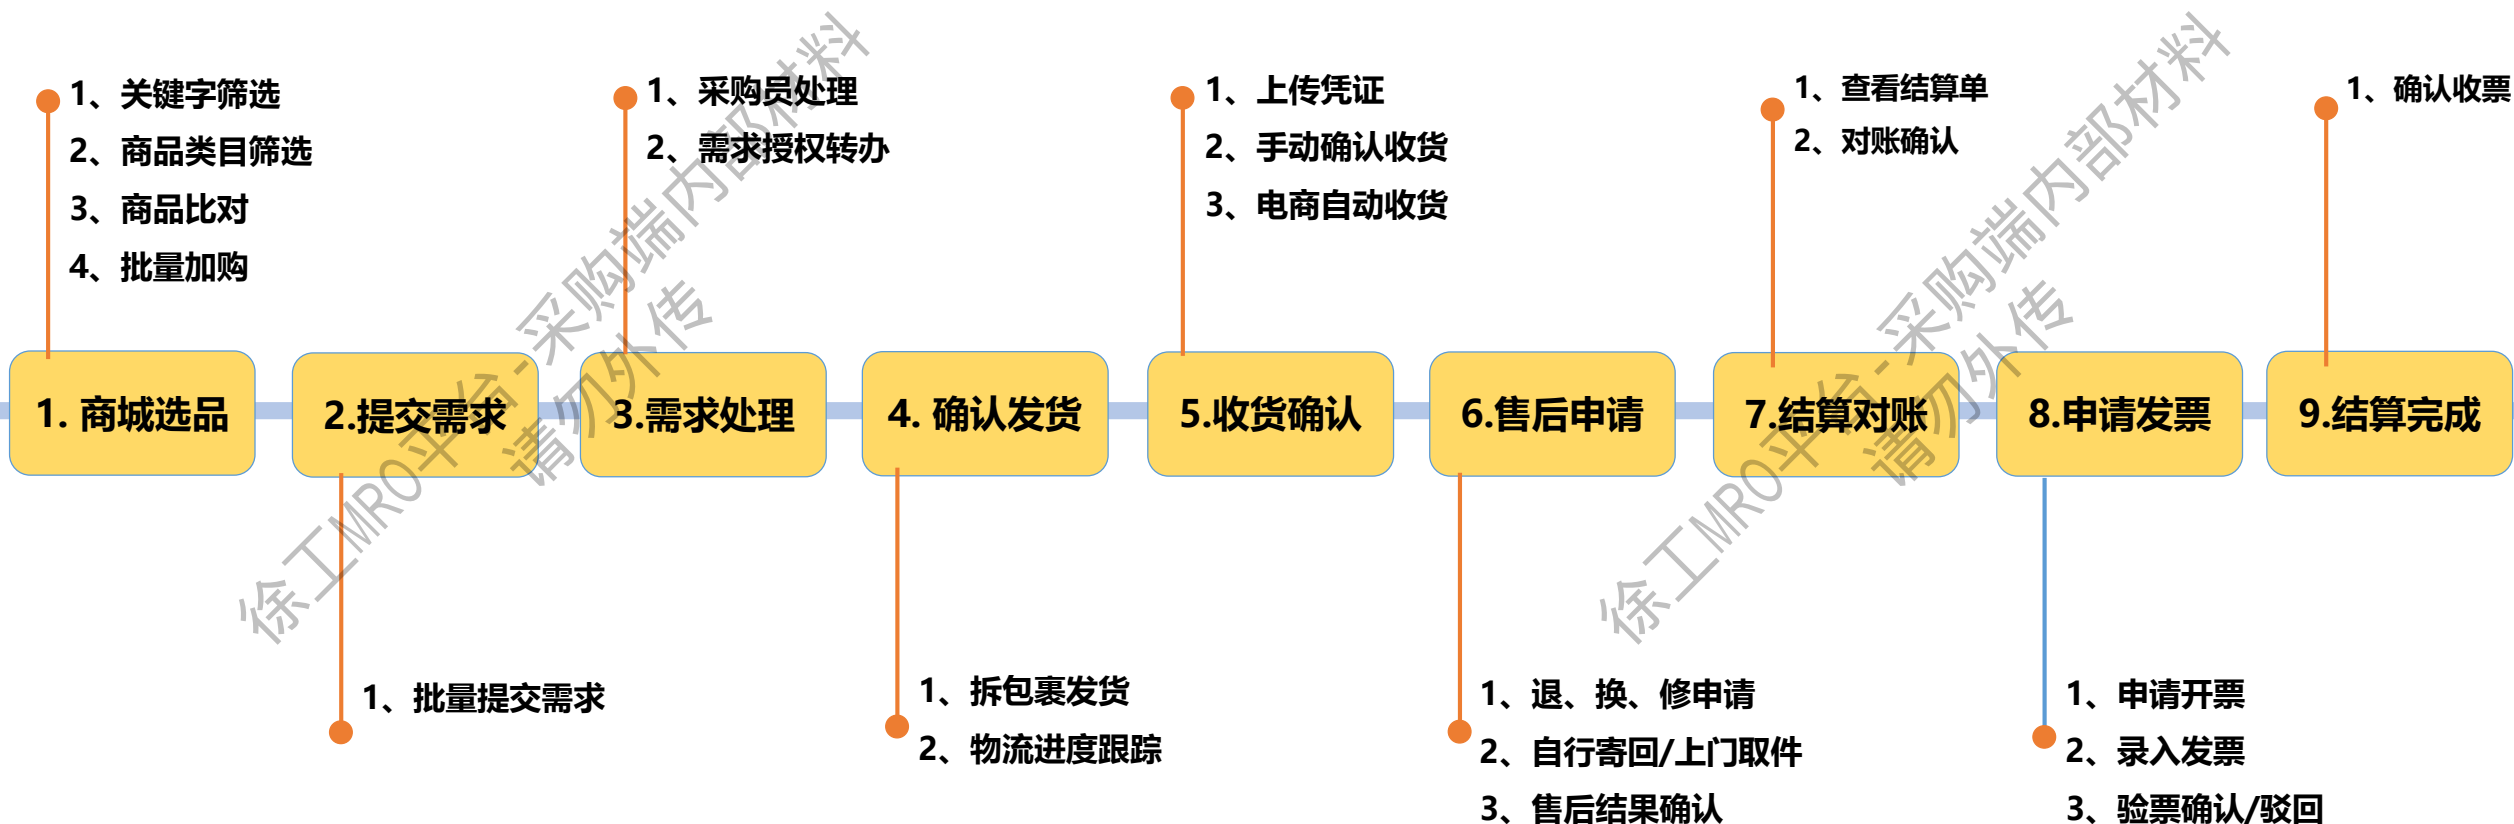 1、关键字筛选
2、商品类目筛选
3、商品比对
4、批量加购
1、采购员处理
2、需求授权转办
1、上传凭证
2、手动确认收货
3、电商自动收货
1、查看结算单
2、对账确认
1、确认收票
1. 商城选品
2.提交需求
3.需求处理
4. 确认发货
5.收货确认
6.售后申请
7.结算对账
8.申请发票
9.结算完成
1、批量提交需求
1、拆包裹发货
2、物流进度跟踪
1、退、换、修申请
2、自行寄回/上门取件
3、售后结果确认
1、申请开票
2、录入发票
3、验票确认/驳回
徐工MRO平台-采购端内部材料
请勿外传
徐工MRO平台-采购端内部材料
请勿外传